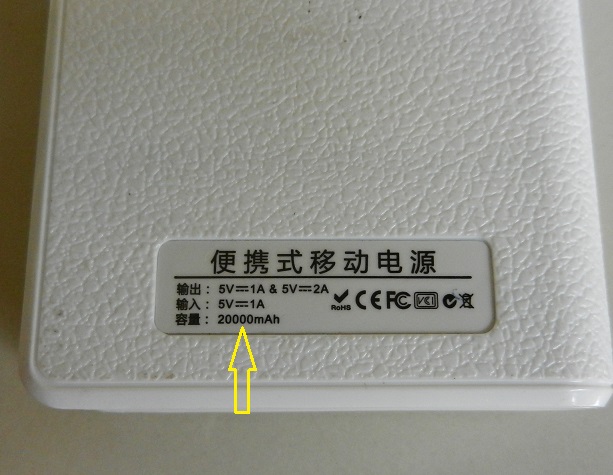 便携式移动电源
输出：5V⎓1A & 5V⎓2A
输入：5V⎓1A
容量：20000mAh
RoHS CE FC VCI